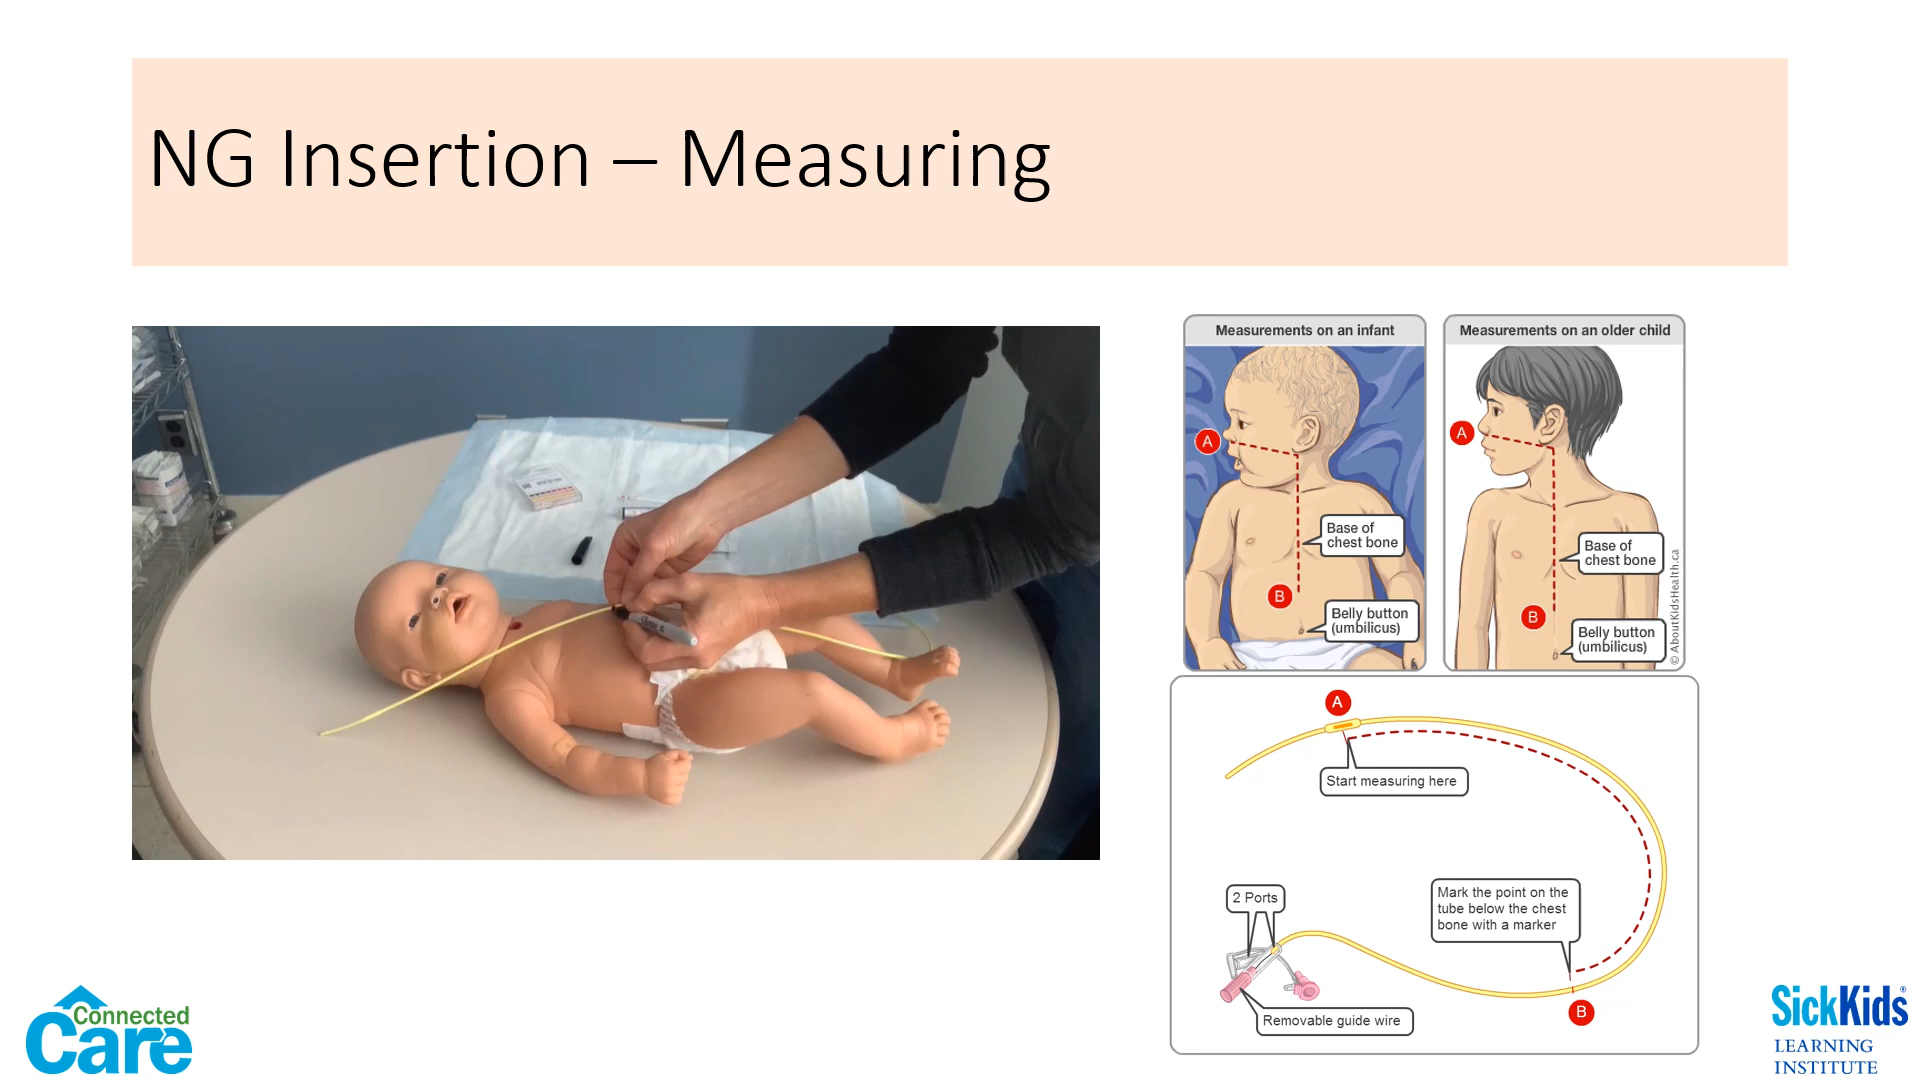 NG Insertion – Measuring
Measurements on an infant
A
Base of
chest bone
B
Belly button
(umbilicus)
Measurements on an older child
A
Base of
chest bone
B
Belly button
(umbilicus)
© AboutKidsHealth.ca
A
Start measuring here
2 Ports
Mark the point on the
tube below the chest
bone with a marker
Removable guide wire
B
Connected
Care
SickKids®
LEARNING
INSTITUTE